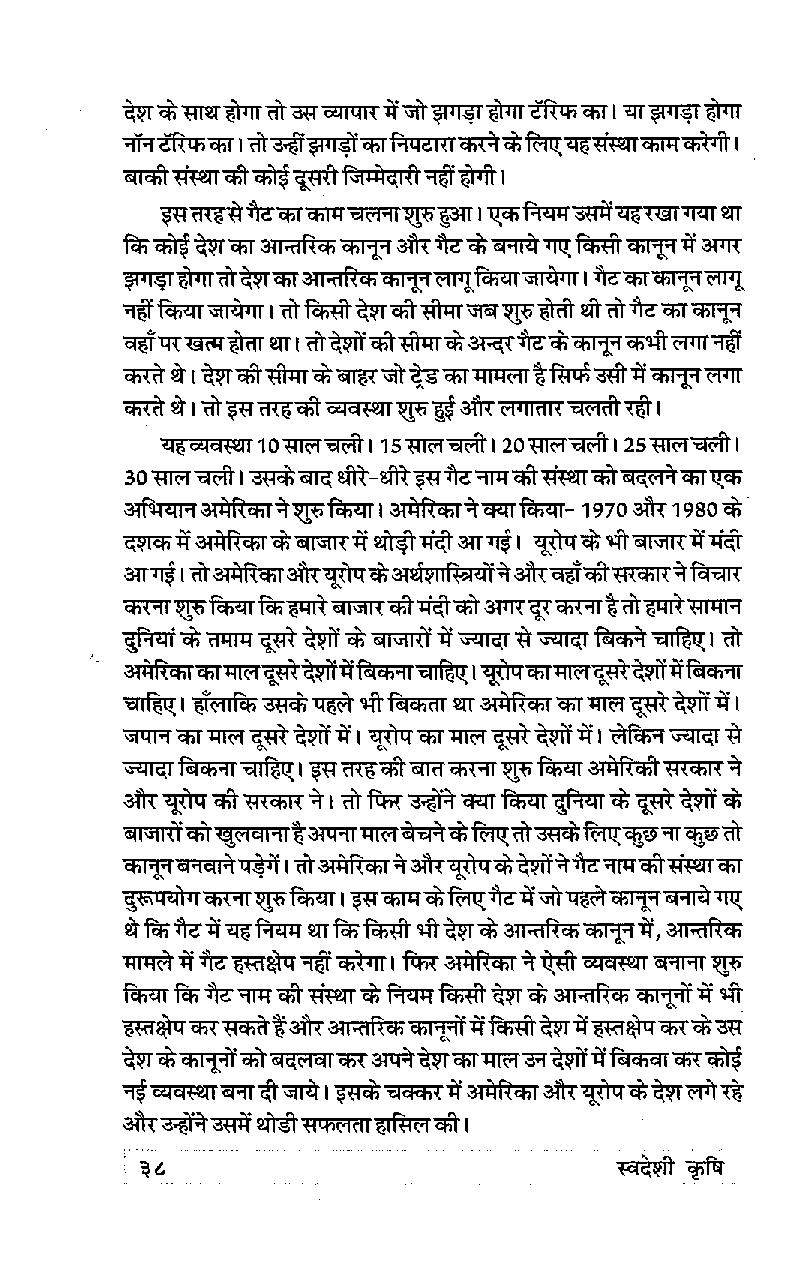 देश के साथ होगा तो उस व्यापार में जो झगड़ा होगा टॅरिफ का। या झगड़ा होगा
नॉन टॅरिफ का। तो उन्हीं झगड़ों का निपटारा करने के लिए यह संस्था काम करेगी।
बाकी संस्था की कोई दूसरी जिम्मेदारी नहीं होगी।
इस तरह से गैट का काम चलना शुरु हुआ। एक नियम उसमें यह रखा गया था
कि कोई देश का आन्तरिक कानून और गैट के बनाये गए किसी कानून में अगर
झगड़ा होगा तो देश का आन्तरिक कानून लागू किया जायेगा। गैट का कानून लागू
नहीं किया जायेगा। तो किसी देश की सीमा जब शुरु होती थी तो गैट का कानून
वहाँ पर खत्म होता था। तो देशों की सीमा के अन्दर गैट के कानून कभी लगा नहीं
करते थे। देश की सीमा के बाहर जो ट्रेड का मामला है सिर्फ उसी में कानून लगा
करते थे। तो इस तरह की व्यवस्था शुरु हुई और लगातार चलती रही।
यह व्यवस्था 10 साल चली। 15 साल चली। 20 साल चली। 25 साल चली।
30 साल चली। उसके बाद धीरे-धीरे इस गैट नाम की संस्था को बदलने का एक
अभियान अमेरिका ने शुरु किया। अमेरिका ने क्या किया- 1970 और 1980 के
दशक में अमेरिका के बाजार में थोड़ी मंदी आ गई। यूरोप के भी बाजार में मंदी
आ गई। तो अमेरिका और यूरोप के अर्थशास्त्रियों ने और वहाँ की सरकार ने विचार
करना शुरु किया कि हमारे बाजार की मंदी को अगर दूर करना है तो हमारे सामान
दुनियां के तमाम दूसरे देशों के बाजारों में ज्यादा से ज्यादा बिकने चाहिए। तो
अमेरिका का माल दूसरे देशों में बिकना चाहिए। यूरोप का माल दूसरे देशों में बिकना
चाहिए। हाँलाकि उसके पहले भी बिकता था अमेरिका का माल दूसरे देशों में।
जपान का माल दूसरे देशों में। यूरोप का माल दूसरे देशों में। लेकिन ज्यादा से
ज्यादा बिकना चाहिए। इस तरह की बात करना शुरु किया अमेरिकी सरकार ने
और यूरोप की सरकार ने। तो फिर उन्होंने क्या किया दुनिया के दूसरे देशों के
बाजारों को खुलवाना है अपना माल बेचने के लिए तो उसके लिए कुछ ना कुछ तो
कानून बनवाने पड़ेगें। तो अमेरिका ने और यूरोप के देशों ने गैट नाम की संस्था का
दुरूपयोग करना शुरु किया। इस काम के लिए गैट में जो पहले कानून बनाये गए
थे कि गैट में यह नियम था कि किसी भी देश के आन्तरिक कानून में, आन्तरिक
मामले में गैट हस्तक्षेप नहीं करेगा। फिर अमेरिका ने ऐसी व्यवस्था बनाना शुरु
किया कि गैट नाम की संस्था के नियम किसी देश के आन्तरिक कानूनों में भी
हस्तक्षेप कर सकते हैं और आन्तरिक कानूनों में किसी देश में हस्तक्षेप कर के उस
देश के कानूनों को बदलवा कर अपने देश का माल उन देशों में बिकवा कर कोई
नई व्यवस्था बना दी जाये। इसके चक्कर में अमेरिका और यूरोप के देश लगे रहे
और उन्होंने उसमें थोडी सफलता हासिल की।
३८ स्वदेशी कृषि